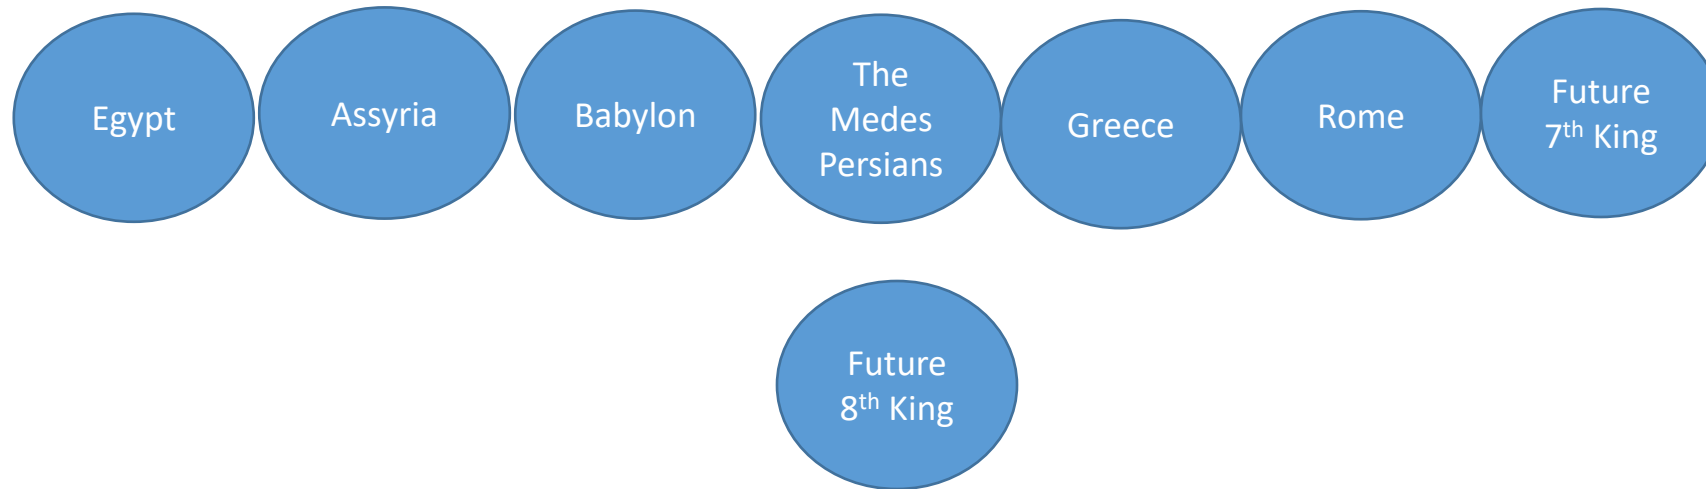 Egypt
Assyria
Babylon
The
Medes
Persians
Greece
Rome
Future
7th King
Future
8th King